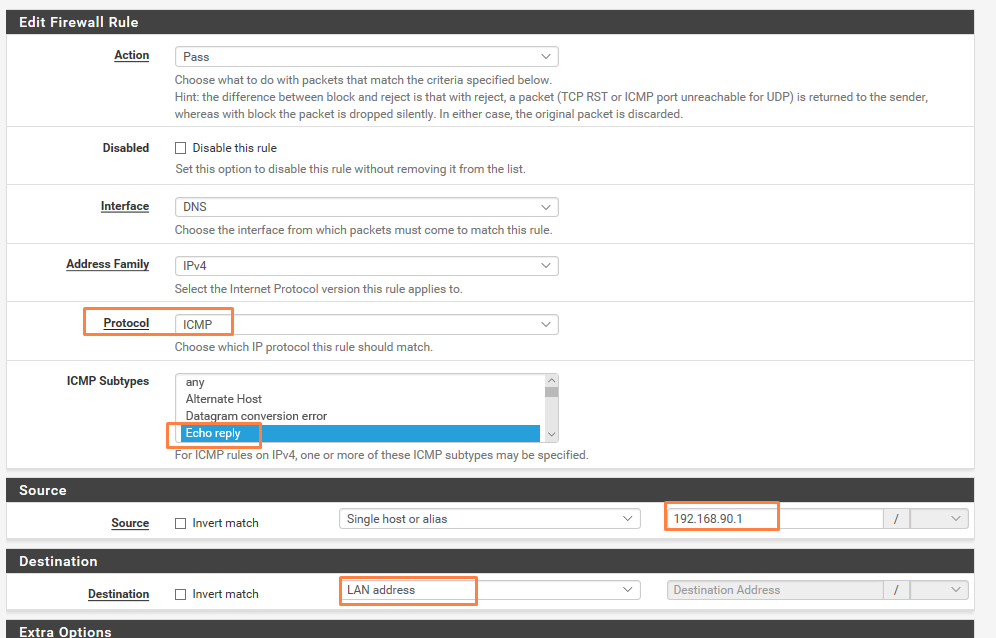 Edit Firewall Rule
Action
Pass
Choose what to do with packets that match the criteria specified below.
Hint: the difference between block and reject is that with reject, a packet (TCP RST or ICMP port unreachable for UDP) is returned to the sender,
whereas with block the packet is dropped silently. In either case, the original packet is discarded.
Disabled
Disable this rule
Set this option to disable this rule without removing it from the list.
Interface
DNS
Choose the interface from which packets must come to match this rule.
Address Family
IPv4
Select the Internet Protocol version this rule applies to.
Protocol
ICMP
Choose which IP protocol this rule should match.
ICMP Subtypes
any
Alternate Host
Datagram conversion error
Echo reply
For ICMP rules on IPv4, one or more of these ICMP subtypes may be specified.
Source
Source
Invert match
Single host or alias
192.168.90.1
/
Destination
Destination
Invert match
LAN address
Destination Address
/
Extra Options